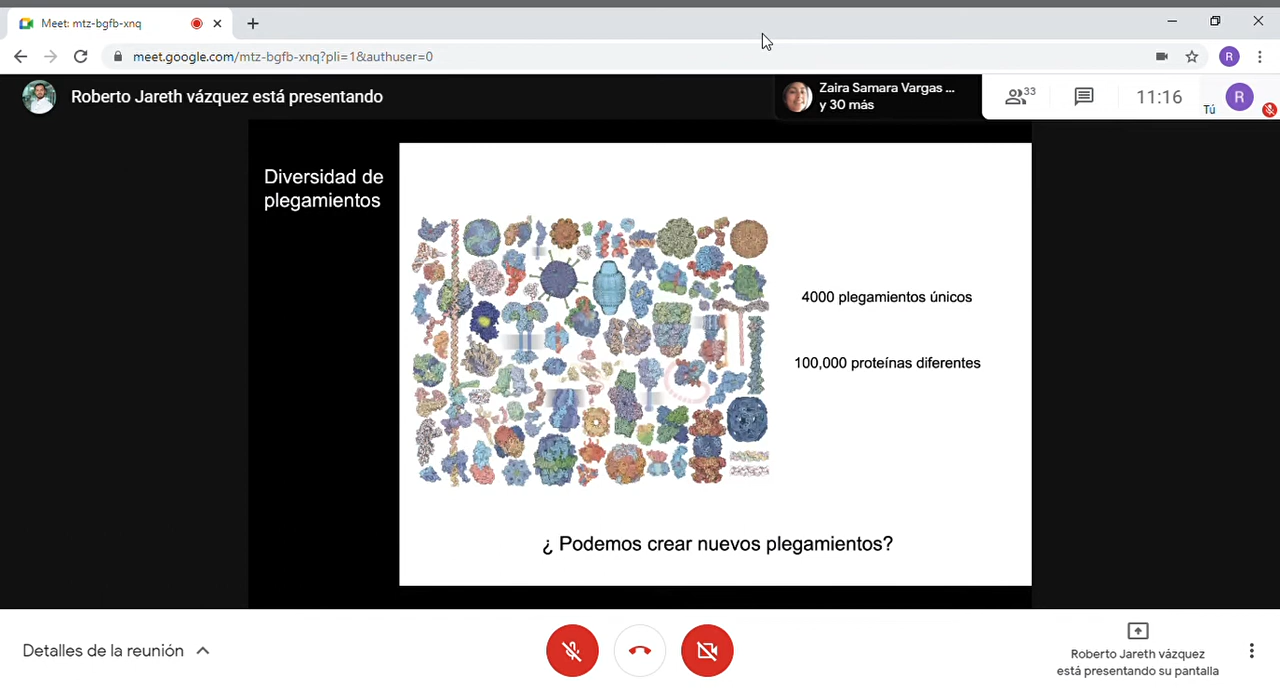 Meet: mtz-bgfb-xnq
meet.google.com/mtz-bgfb-xnq?pli=1&authuser=0
R
Roberto Jareth vázquez está presentando
Zaira Samara Vargas ...
y 30 más
33
11:16
Tú
R
Diversidad de
plegamientos
4000 plegamientos únicos
100,000 proteínas diferentes
¿ Podemos crear nuevos plegamientos?
Detalles de la reunión
Roberto Jareth vázquez
está presentando su pantalla